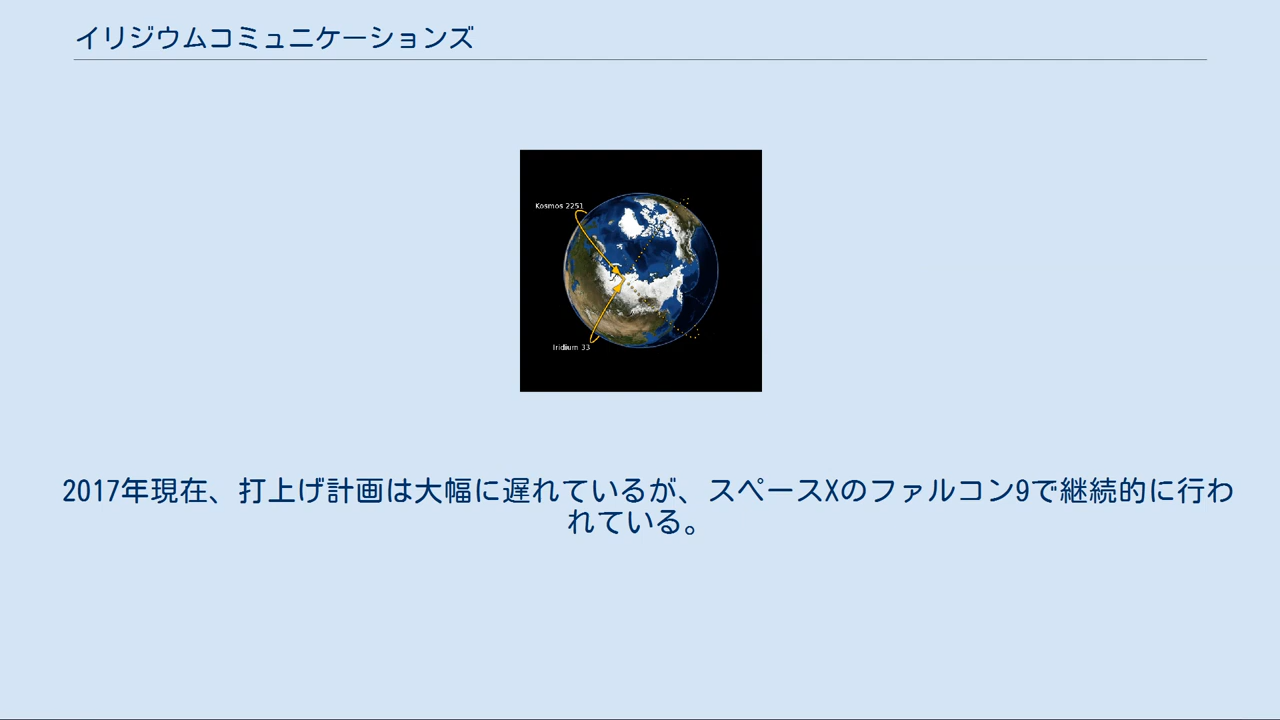 イリジウムコミュニケーションズ
Kosmos 2251
Iridium 33
2017年現在、打上げ計画は大幅に遅れているが、スペースXのファルコン9で継続的に行わ
れている。